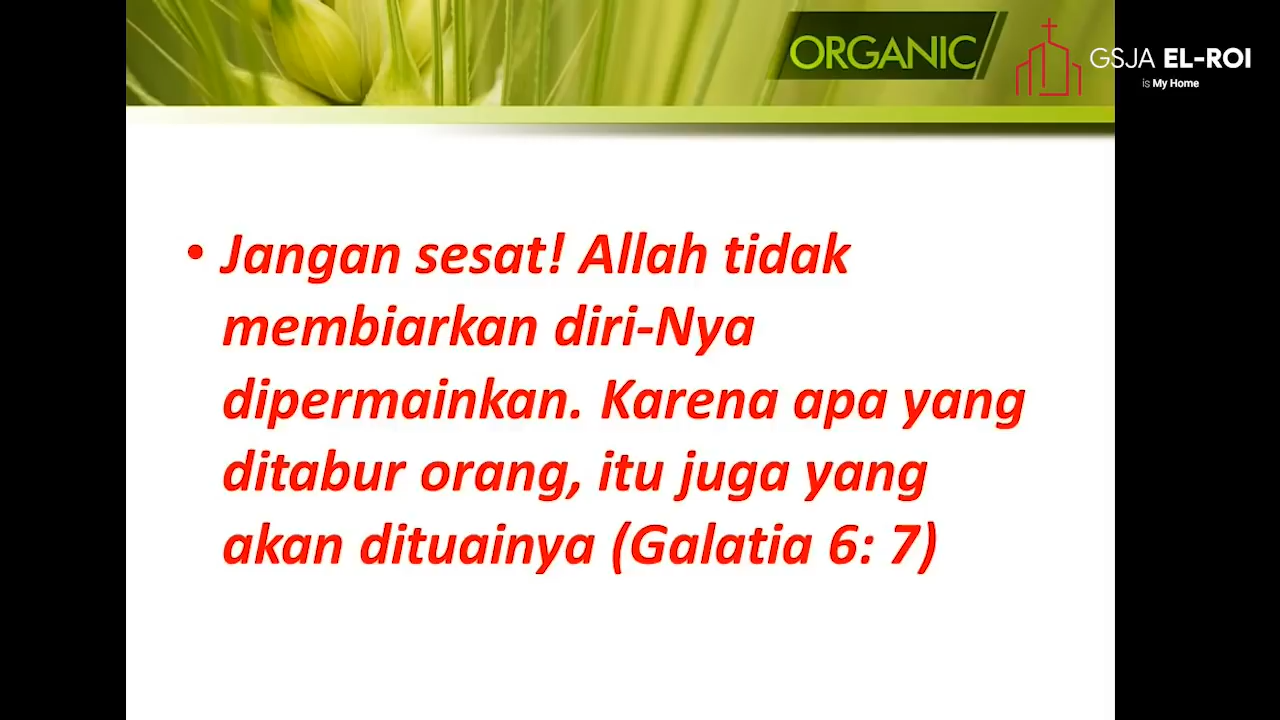 ORGANIC
GSJA EL-ROI
is My Home
• Jangan sesat! Allah tidak
membiarkan diri-Nya
dipermainkan. Karena apa yang
ditabur orang, itu juga yang
akan dituainya (Galatia 6: 7)